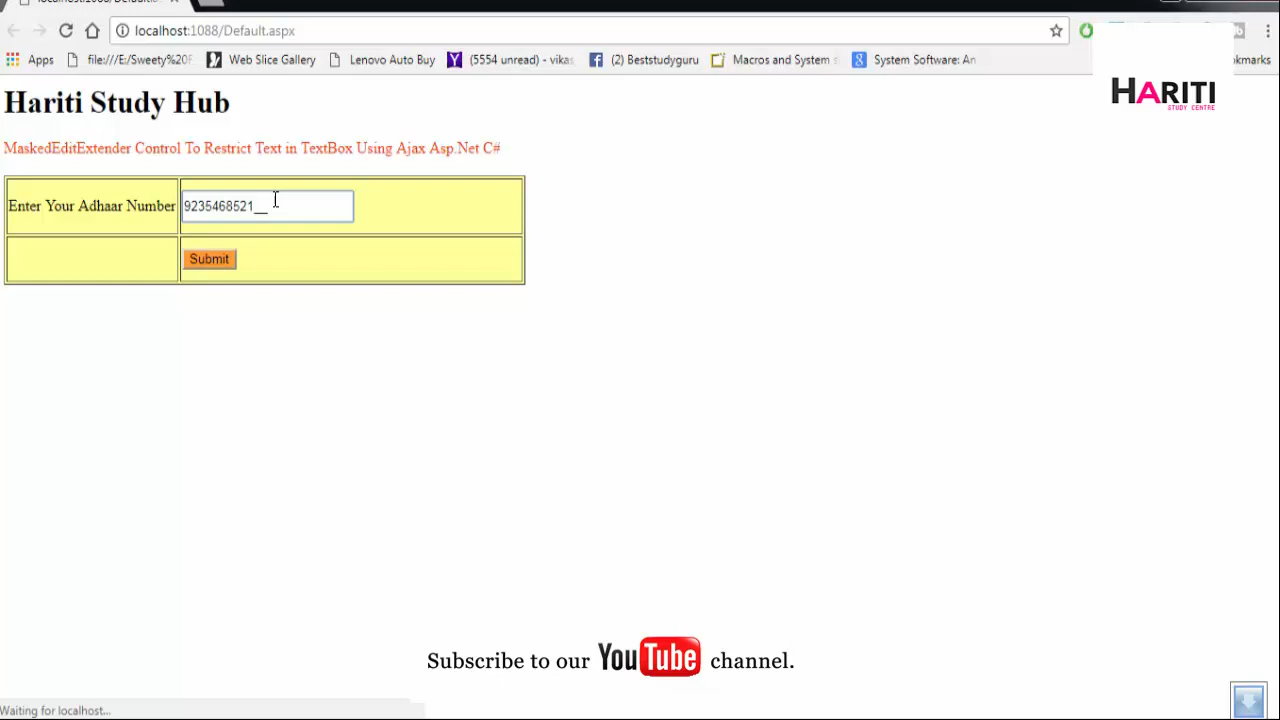 localhost:1088/Default.aspx
Apps file:///E:/Sweety%20F Web Slice Gallery Lenovo Auto Buy (5554 unread) - vikas (2) Beststudyguru Macros and System System Software: An kmarks
HARITI
STUDY CENTRE
Hariti Study Hub
MaskedEditExtender Control To Restrict Text in TextBox Using Ajax Asp.Net C#
Enter Your Adhaar Number 9235468521__
Submit
Subscribe to our YouTube channel.
Waiting for localhost...